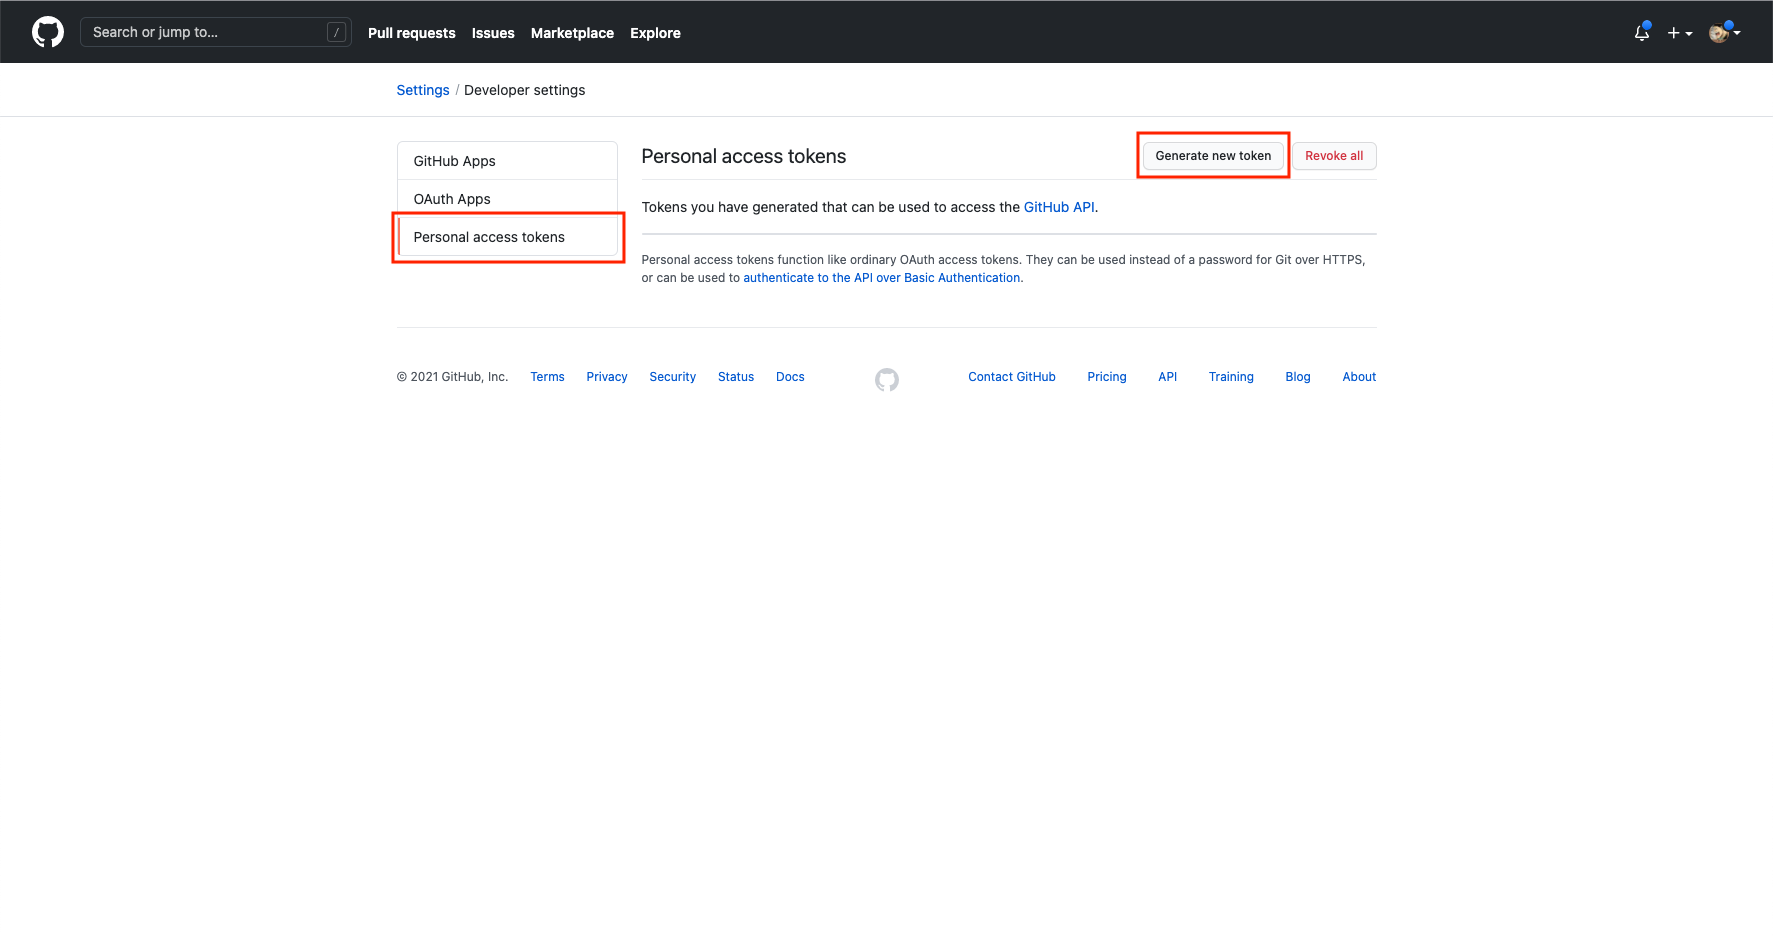 Search or jump to... /
Pull requests Issues Marketplace Explore
Settings / Developer settings
GitHub Apps
OAuth Apps
Personal access tokens
Personal access tokens
Generate new token
Revoke all
Tokens you have generated that can be used to access the GitHub API.
Personal access tokens function like ordinary OAuth access tokens. They can be used instead of a password for Git over HTTPS,
or can be used to authenticate to the API over Basic Authentication.
© 2021 GitHub, Inc. Terms Privacy Security Status Docs Contact GitHub Pricing API Training Blog About